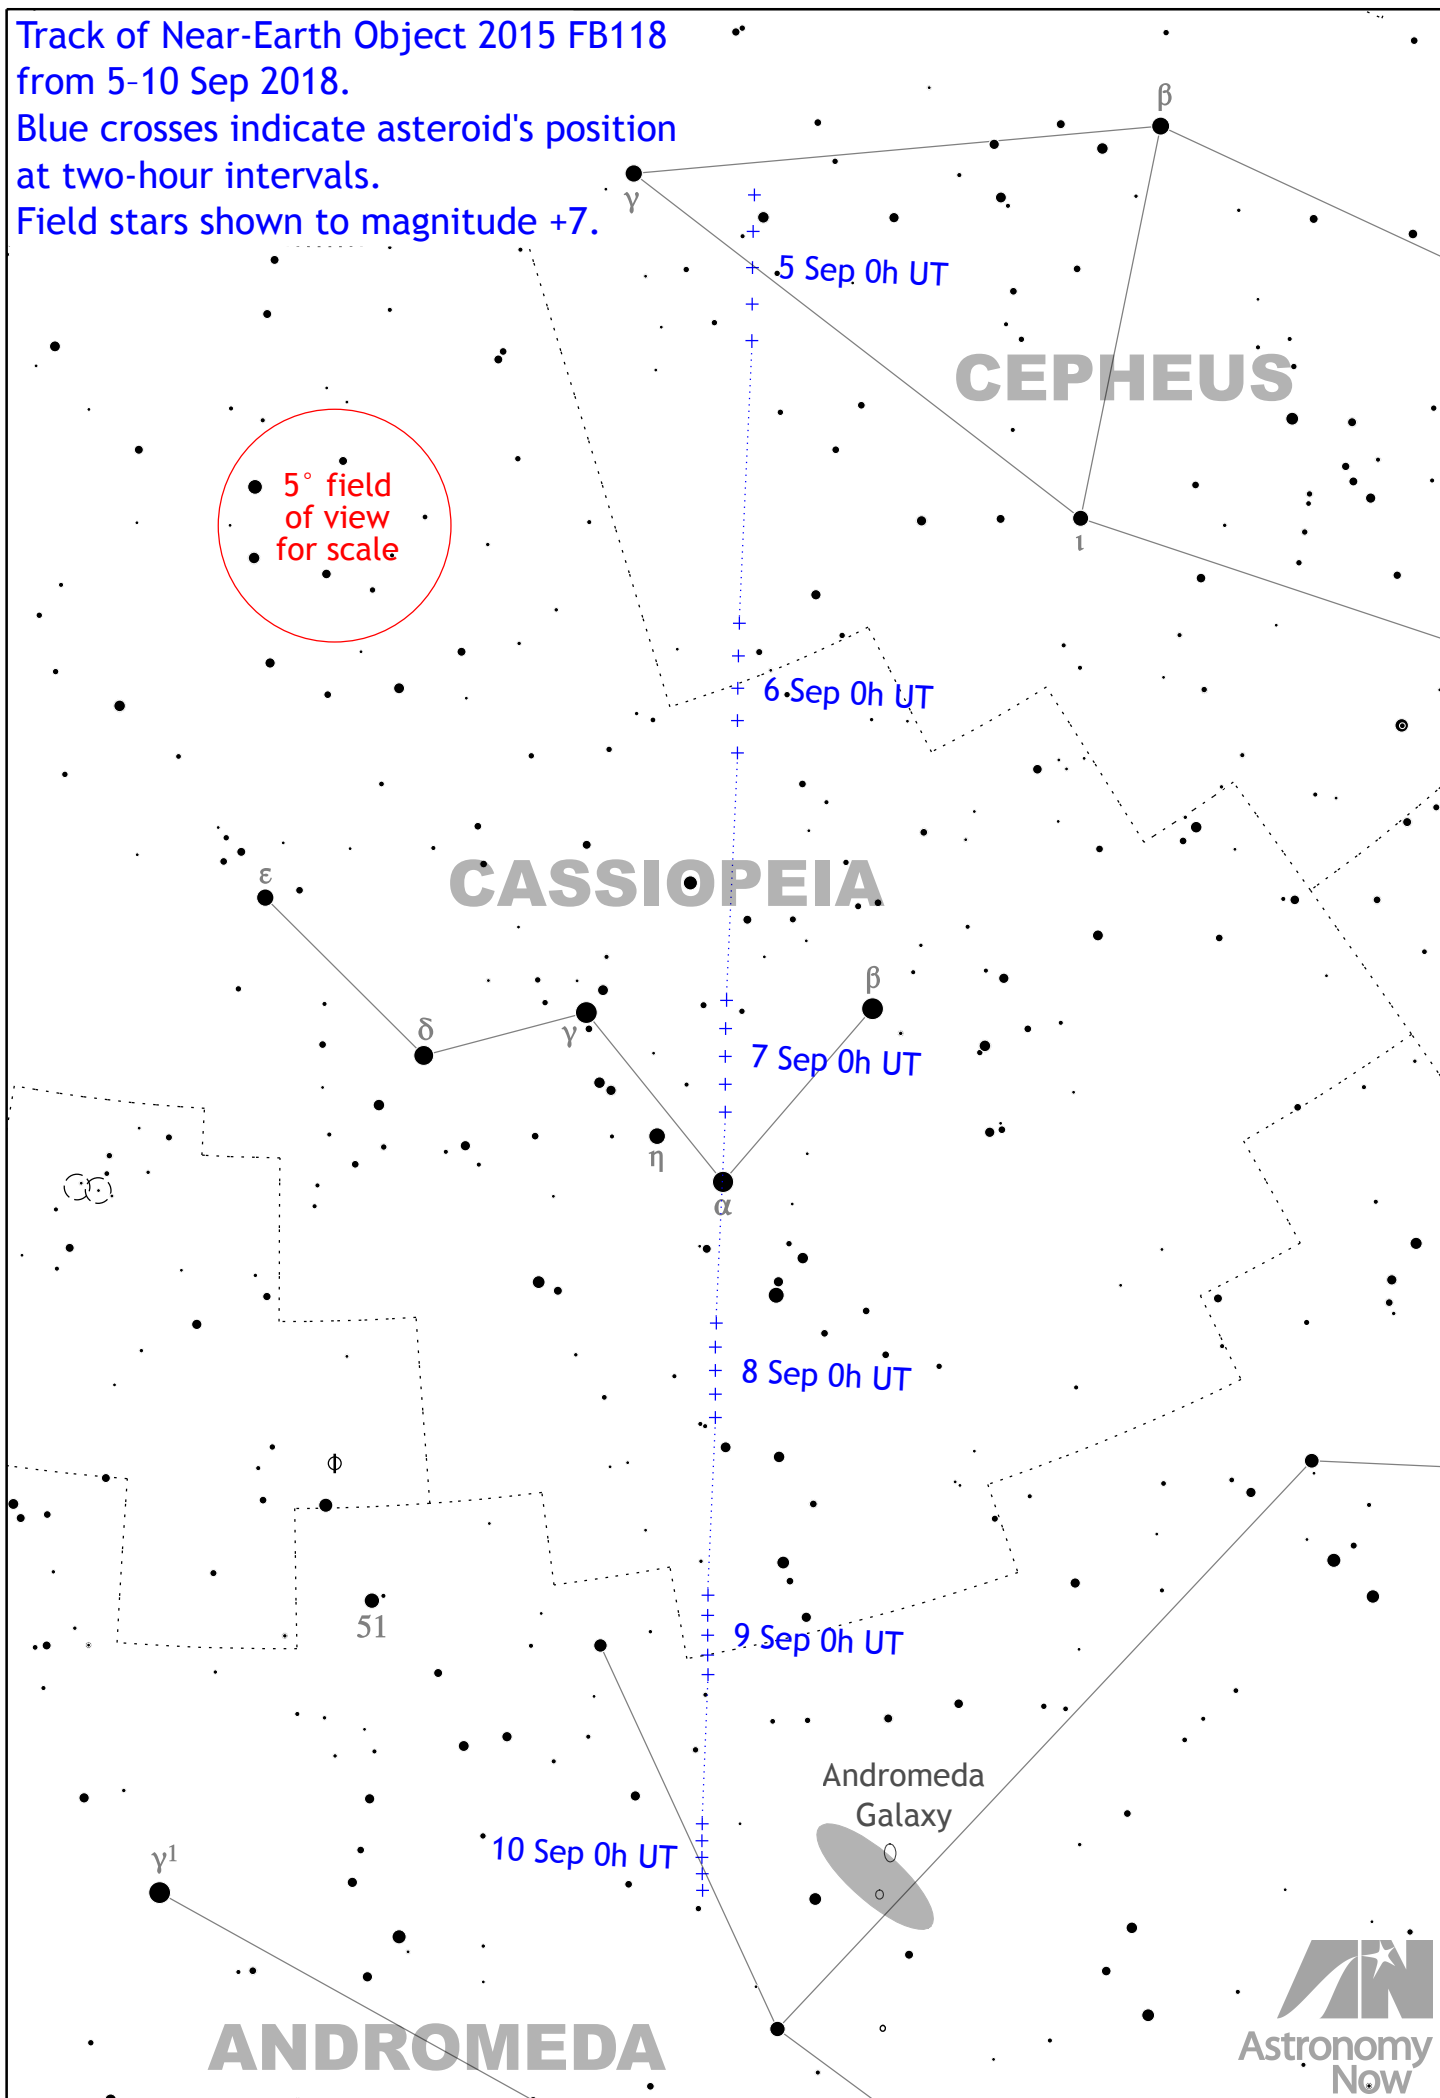 Track of Near-Earth Object 2015 FB118
from 5-10 Sep 2018.
Blue crosses indicate asteroid's position
at two-hour intervals.
Field stars shown to magnitude +7.
β
γ
5 Sep 0h UT
CEPHEUS
5° field
of view
for scale
ι
6 Sep 0h UT
CASSIOPEIA
ε
β
δ
γ
7 Sep 0h UT
η
α
8 Sep 0h UT
51
9 Sep 0h UT
Andromeda
Galaxy
10 Sep 0h UT
γ1
ANDROMEDA
AN
Astronomy
Now